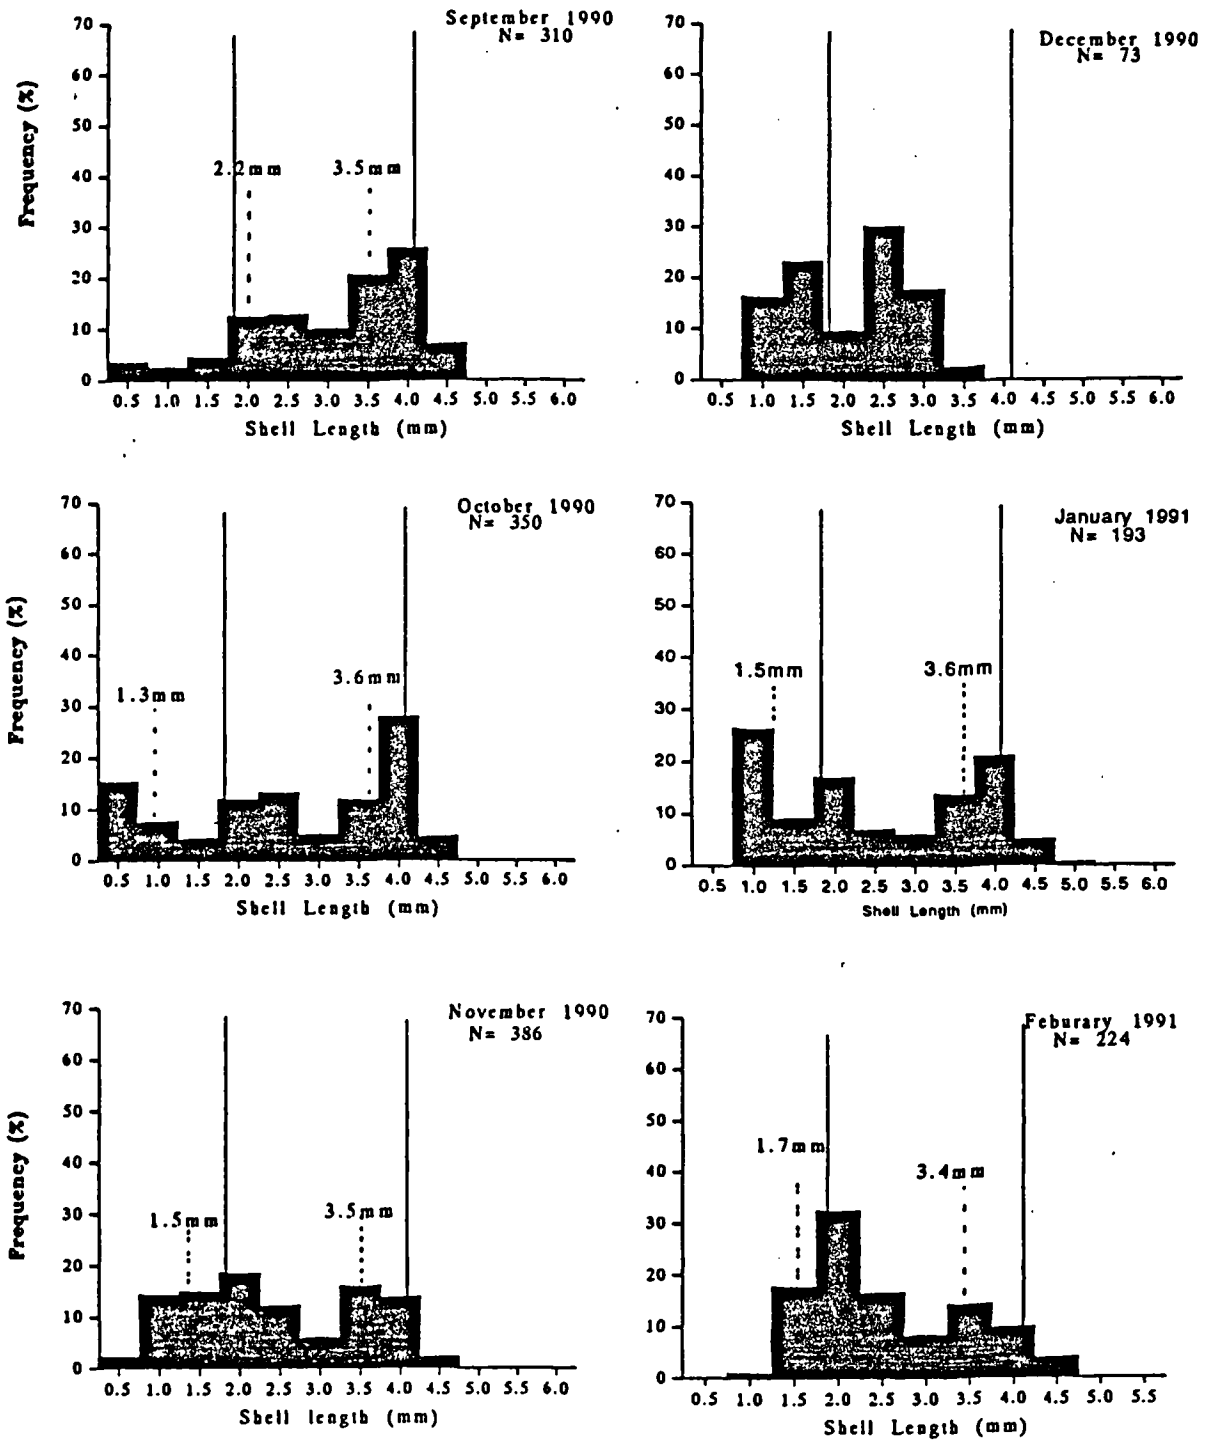 September 1990
N= 310
Frequency (%)
70
60
50
40
30
20
10
0
2.2mm 3.5mm
0.5 1.0 1.5 2.0 2.5 3.0 3.5 4.0 4.5 5.0 5.5 6.0
Shell Length (mm)
December 1990
N= 73
70
60
50
40
30
20
10
0
0.5 1.0 1.5 2.0 2.5 3.0 3.5 4.0 4.5 5.0 5.5 6.0
Shell Length (mm)
October 1990
N= 350
Frequency (%)
70
60
50
40
30
20
10
0
1.3mm 3.6mm
0.5 1.0 1.5 2.0 2.5 3.0 3.5 4.0 4.5 5.0 5.5 6.0
Shell Length (mm)
January 1991
N= 193
70
60
50
40
30
20
10
0
1.5mm 3.6mm
0.5 1.0 1.5 2.0 2.5 3.0 3.5 4.0 4.5 5.0 5.5 6.0
Shell Length (mm)
November 1990
N= 386
Frequency (%)
70
60
50
40
30
20
10
0
1.5mm 3.5mm
0.5 1.0 1.5 2.0 2.5 3.0 3.5 4.0 4.5 5.0 5.5 6.0
Shell length (mm)
Feburary 1991
N= 224
70
60
50
40
30
20
10
0
1.7mm 3.4mm
0.5 1.0 1.5 2.0 2.5 3.0 3.5 4.0 4.5 5.0 5.5
Shell Length (mm)